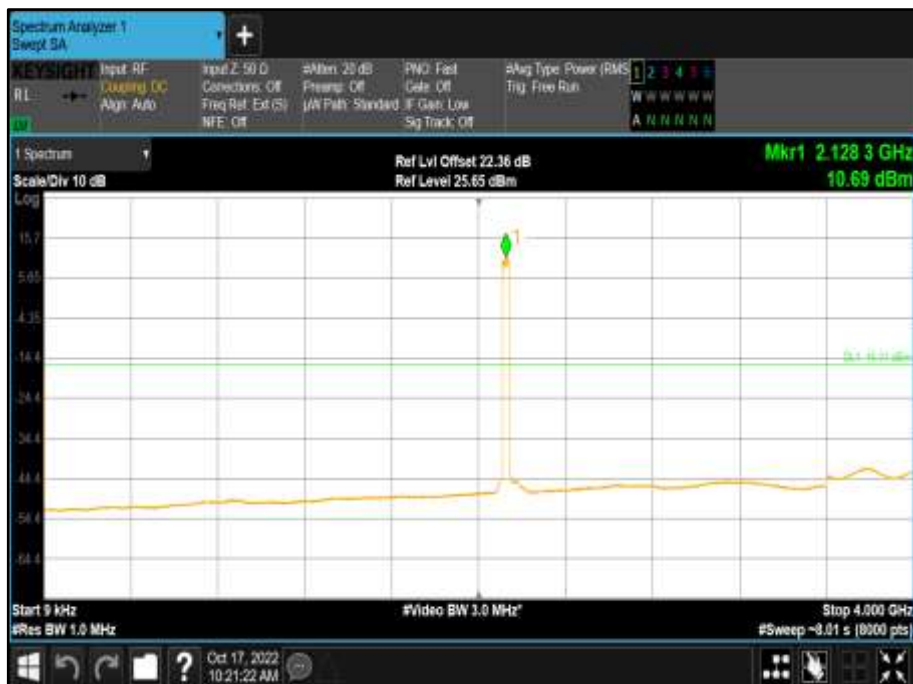 Spectrum Analyzer 1
Swept SA
+
KEYSIGHT Input: RF Input Z: 50 Ω #Atten: 20 dB PNO: Fast #Avg Type: Power (RMS 1 2 3 4 5 6
RL Coupling: DC Corrections: Off Preamp: Off Gate: Off Trig: Free Run W W W W W W
Align: Auto Freq Ref: Ext (S) µW Path: Standard IF Gain: Low A N N N N N
NFE: Off Sig Track: Off
1 Spectrum Ref Lvl Offset 22.36 dB Mkr1 2.128 3 GHz
Scale/Div 10 dB Ref Level 25.65 dBm 10.69 dBm
Log
15.7
1
5.65
-4.35
-14.4
-24.4
-34.4
-44.4
-54.4
-64.4
Start 9 kHz #Video BW 3.0 MHz* Stop 4.000 GHz
#Res BW 1.0 MHz #Sweep ~8.01 s (8000 pts)
? Oct 17, 2022
10:21:22 AM